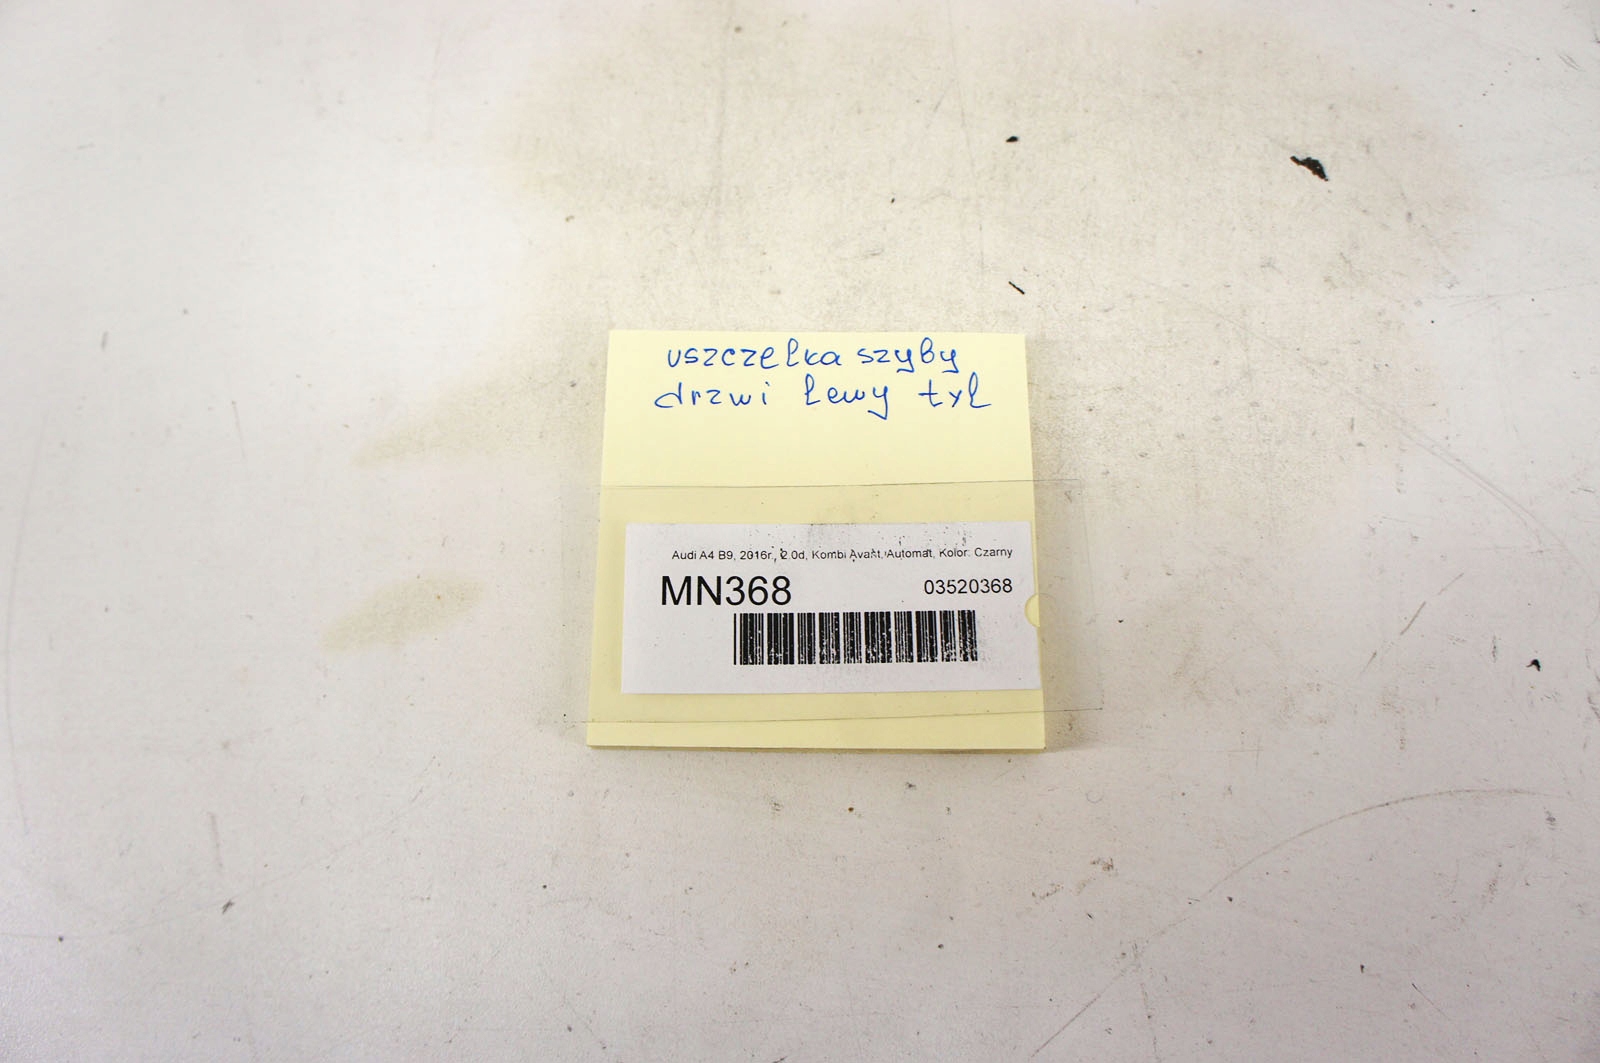 uszczelka szyby
drzwi lewy tył
Audi A4 B9, 2016r., 2.0d, Kombi Avant, Automat, Kolor: Czarny
MN368 03520368